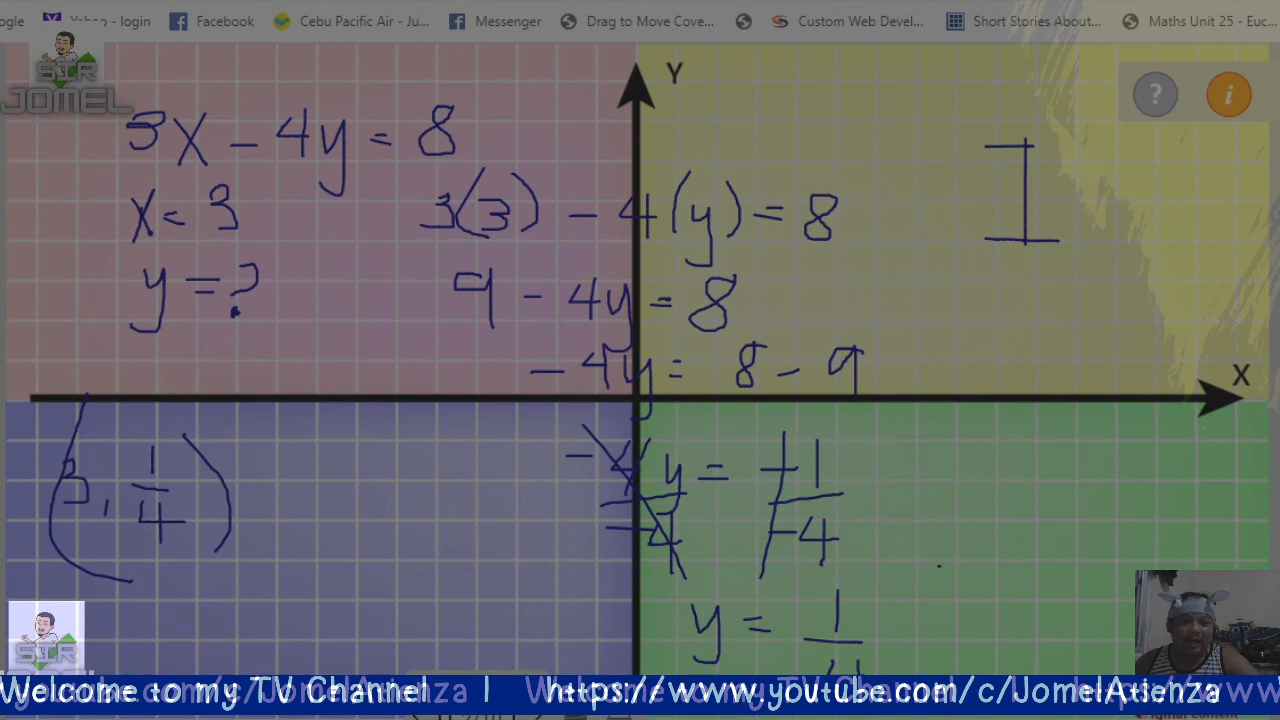 ogle Yahoo - login Facebook Cebu Pacific Air - Ju... Messenger Drag to Move Cove... Custom Web Devel... Short Stories About... Maths Unit 25 - Euc...
SIR
JOMEL
Y
? i
3x - 4y = 8
x = 3
y = ?
3(3) - 4(y) = 8
9 - 4y = 8
-4y = 8 - 9
X
I
(3, 1/4)
-4y = -1
-4 -4
y = 1
4
SIR
Welcome to my TV Channel | https://www.youtube.com/c/JomelAtienza